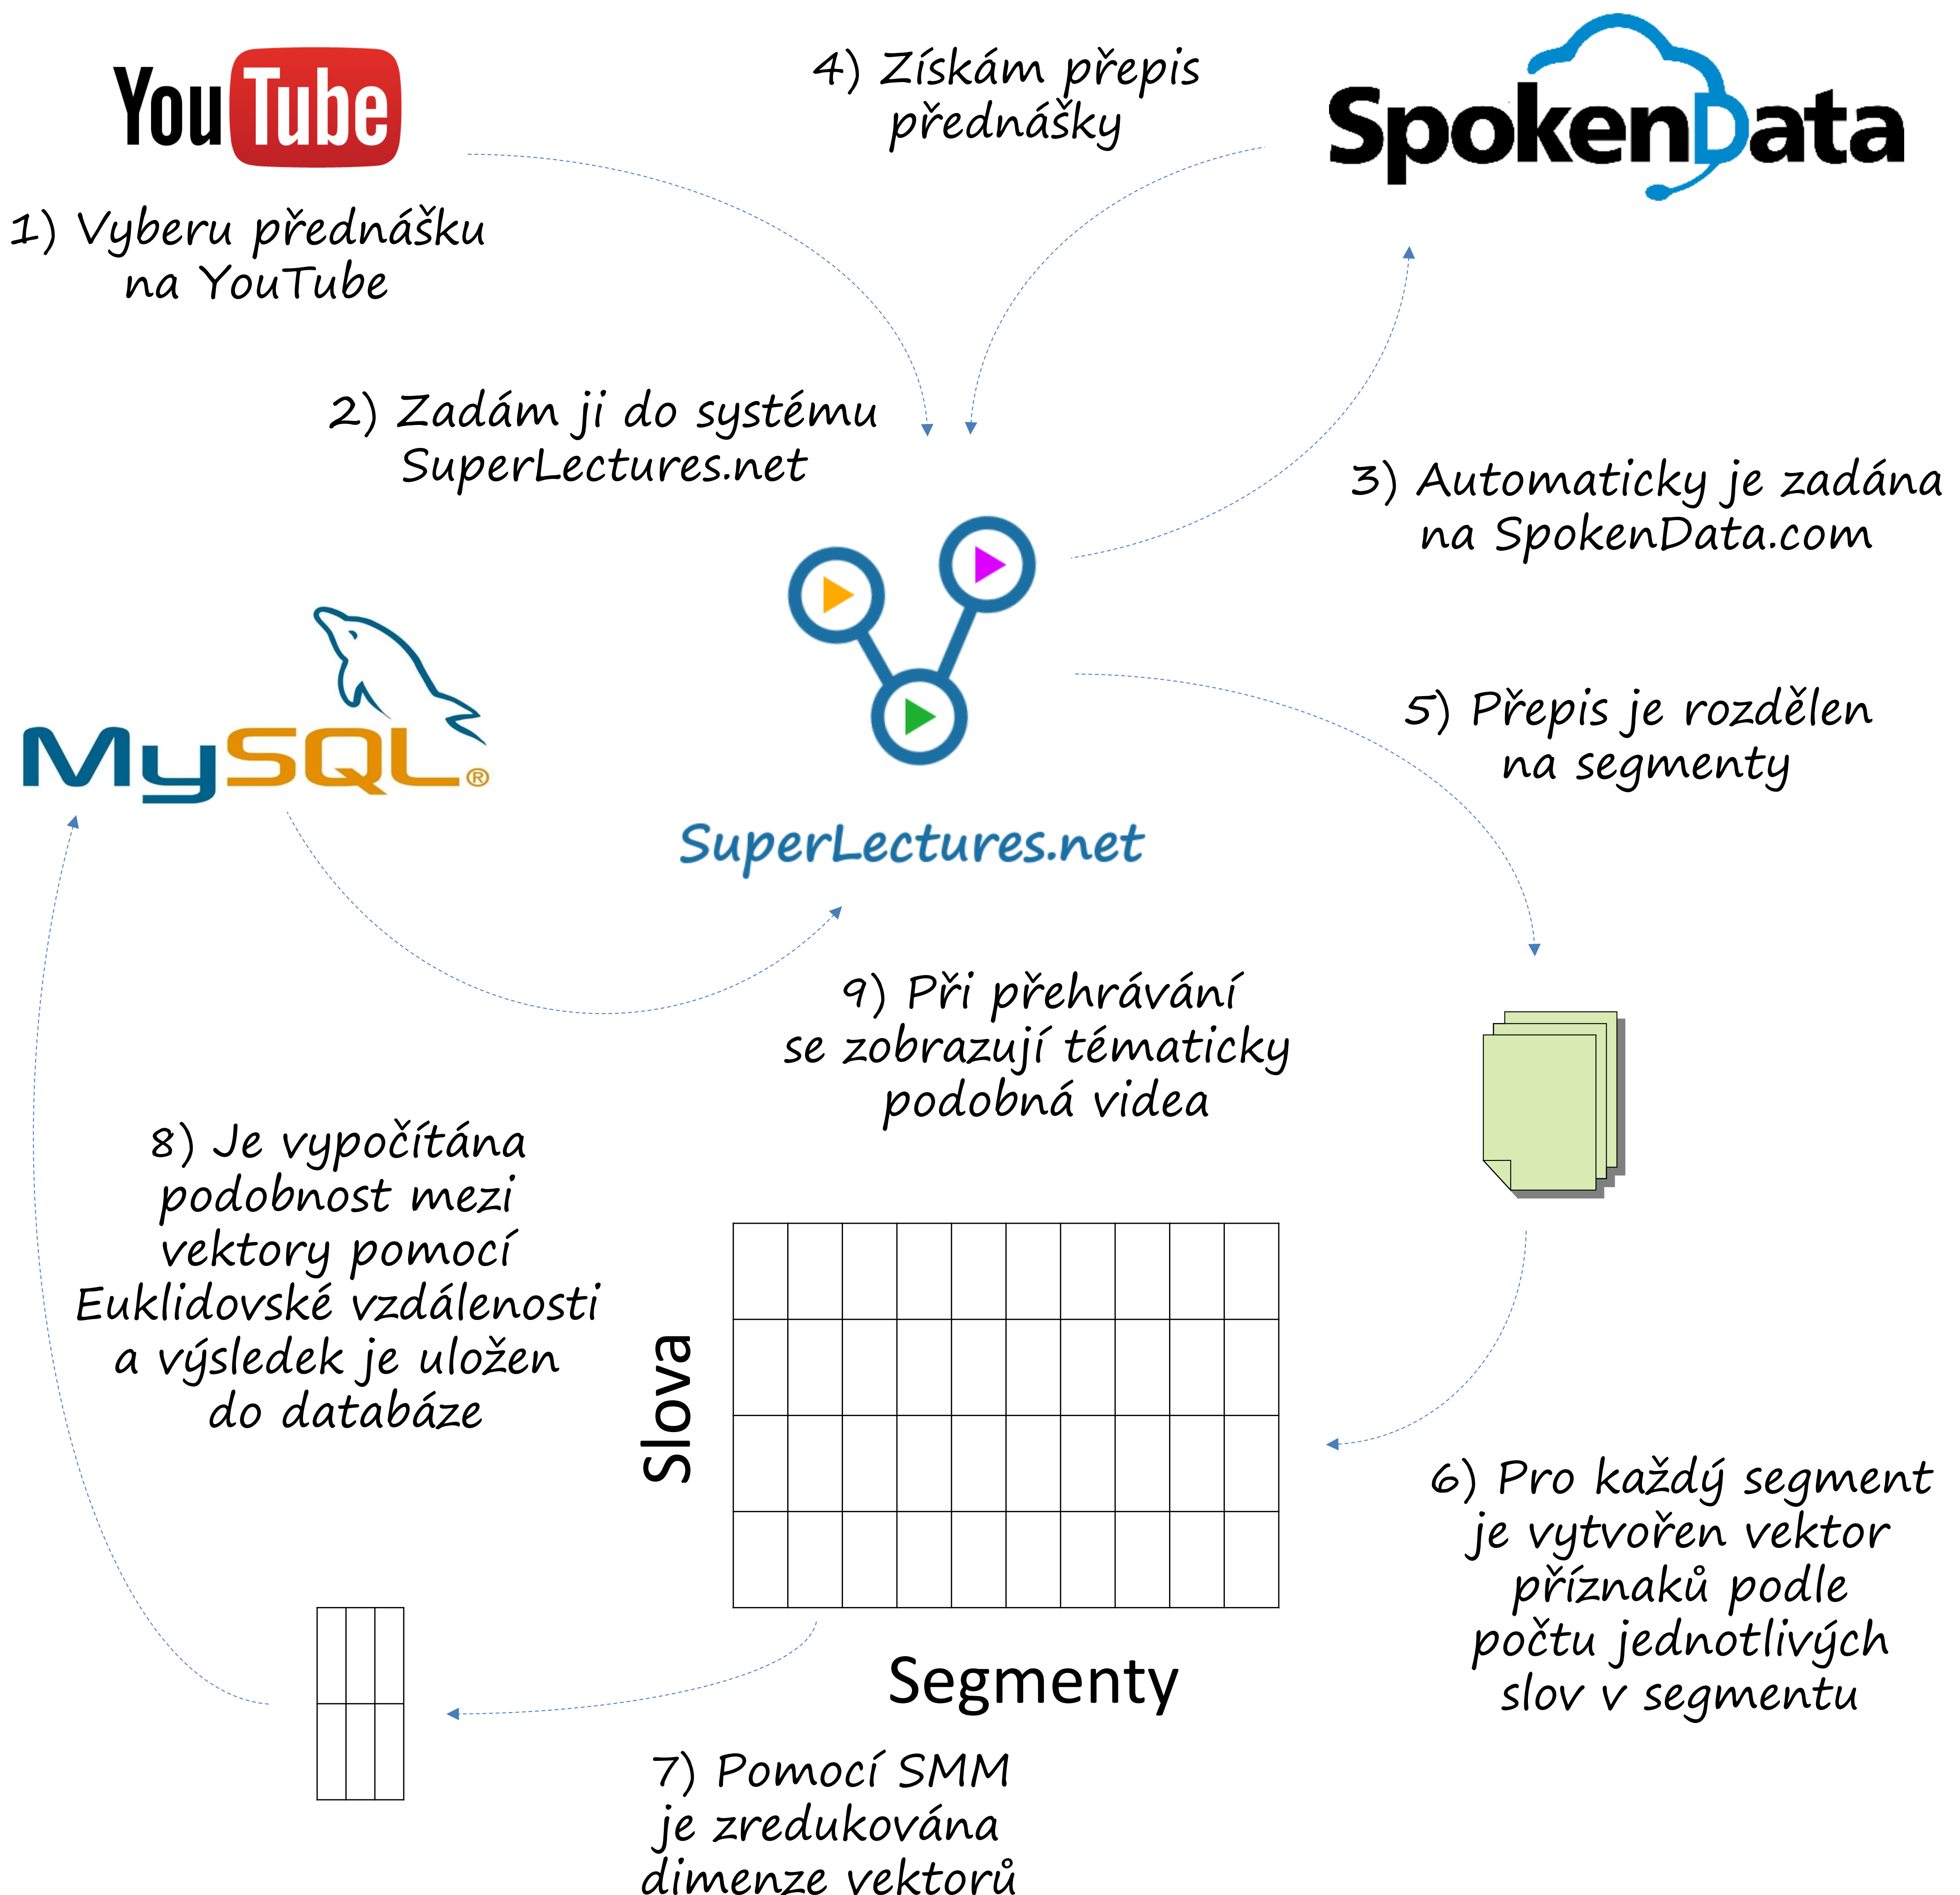 YouTube
1) Vyberu přednášku
na YouTube
2) Zadám ji do systému
SuperLectures.net
SpokenData
3) Automaticky je zadána
na SpokenData.com
4) Získám přepis
přednášky
SuperLectures.net
5) Přepis je rozdělen
na segmenty
6) Pro každý segment
je vytvořen vektor
příznaků podle
počtu jednotlivých
slov v segmentu
Slova
Segmenty
7) Pomocí SMM
je zredukována
dimenze vektorů
8) Je vypočítána
podobnost mezi
vektory pomocí
Euklidovské vzdálenosti
a výsledek je uložen
do databáze
MySQL®
9) Při přehrávání
se zobrazují tématicky
podobná videa